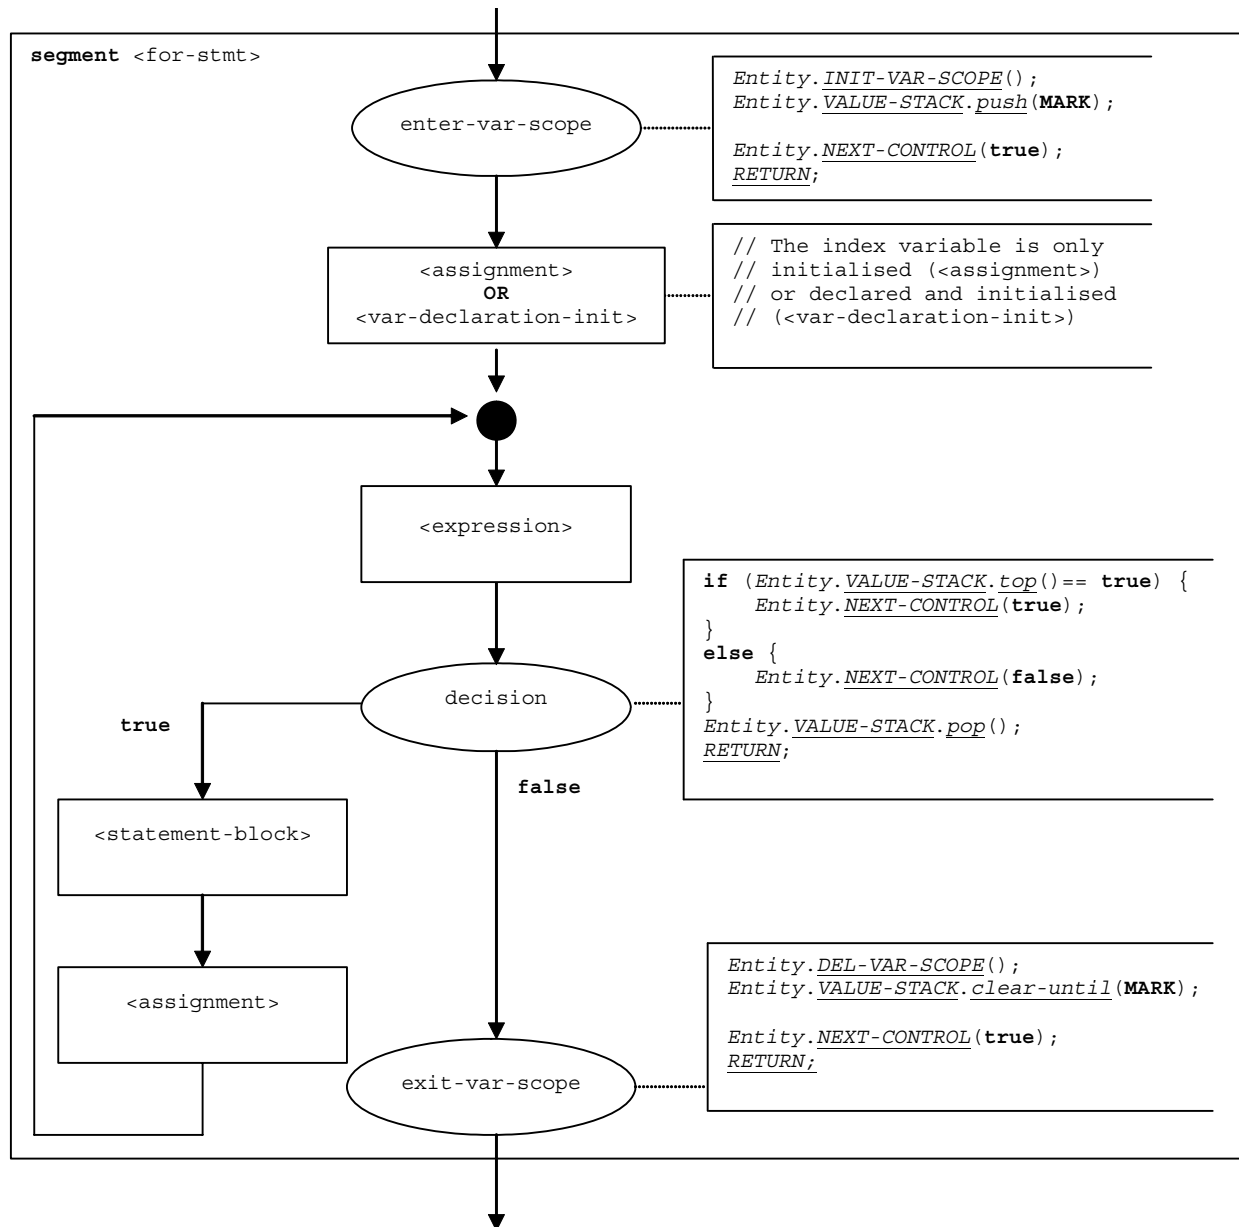 segment <for-stmt>
enter-var-scope
Entity.INIT-VAR-SCOPE();
Entity.VALUE-STACK.push(MARK);
Entity.NEXT-CONTROL(true);
RETURN;
<assignment>
OR
<var-declaration-init>
// The index variable is only
// initialised (<assignment>)
// or declared and initialised
// (<var-declaration-init>)
<expression>
decision
if (Entity.VALUE-STACK.top()== true) {
Entity.NEXT-CONTROL(true);
}
else {
Entity.NEXT-CONTROL(false);
}
Entity.VALUE-STACK.pop();
RETURN;
true
false
<statement-block>
<assignment>
exit-var-scope
Entity.DEL-VAR-SCOPE();
Entity.VALUE-STACK.clear-until(MARK);
Entity.NEXT-CONTROL(true);
RETURN;